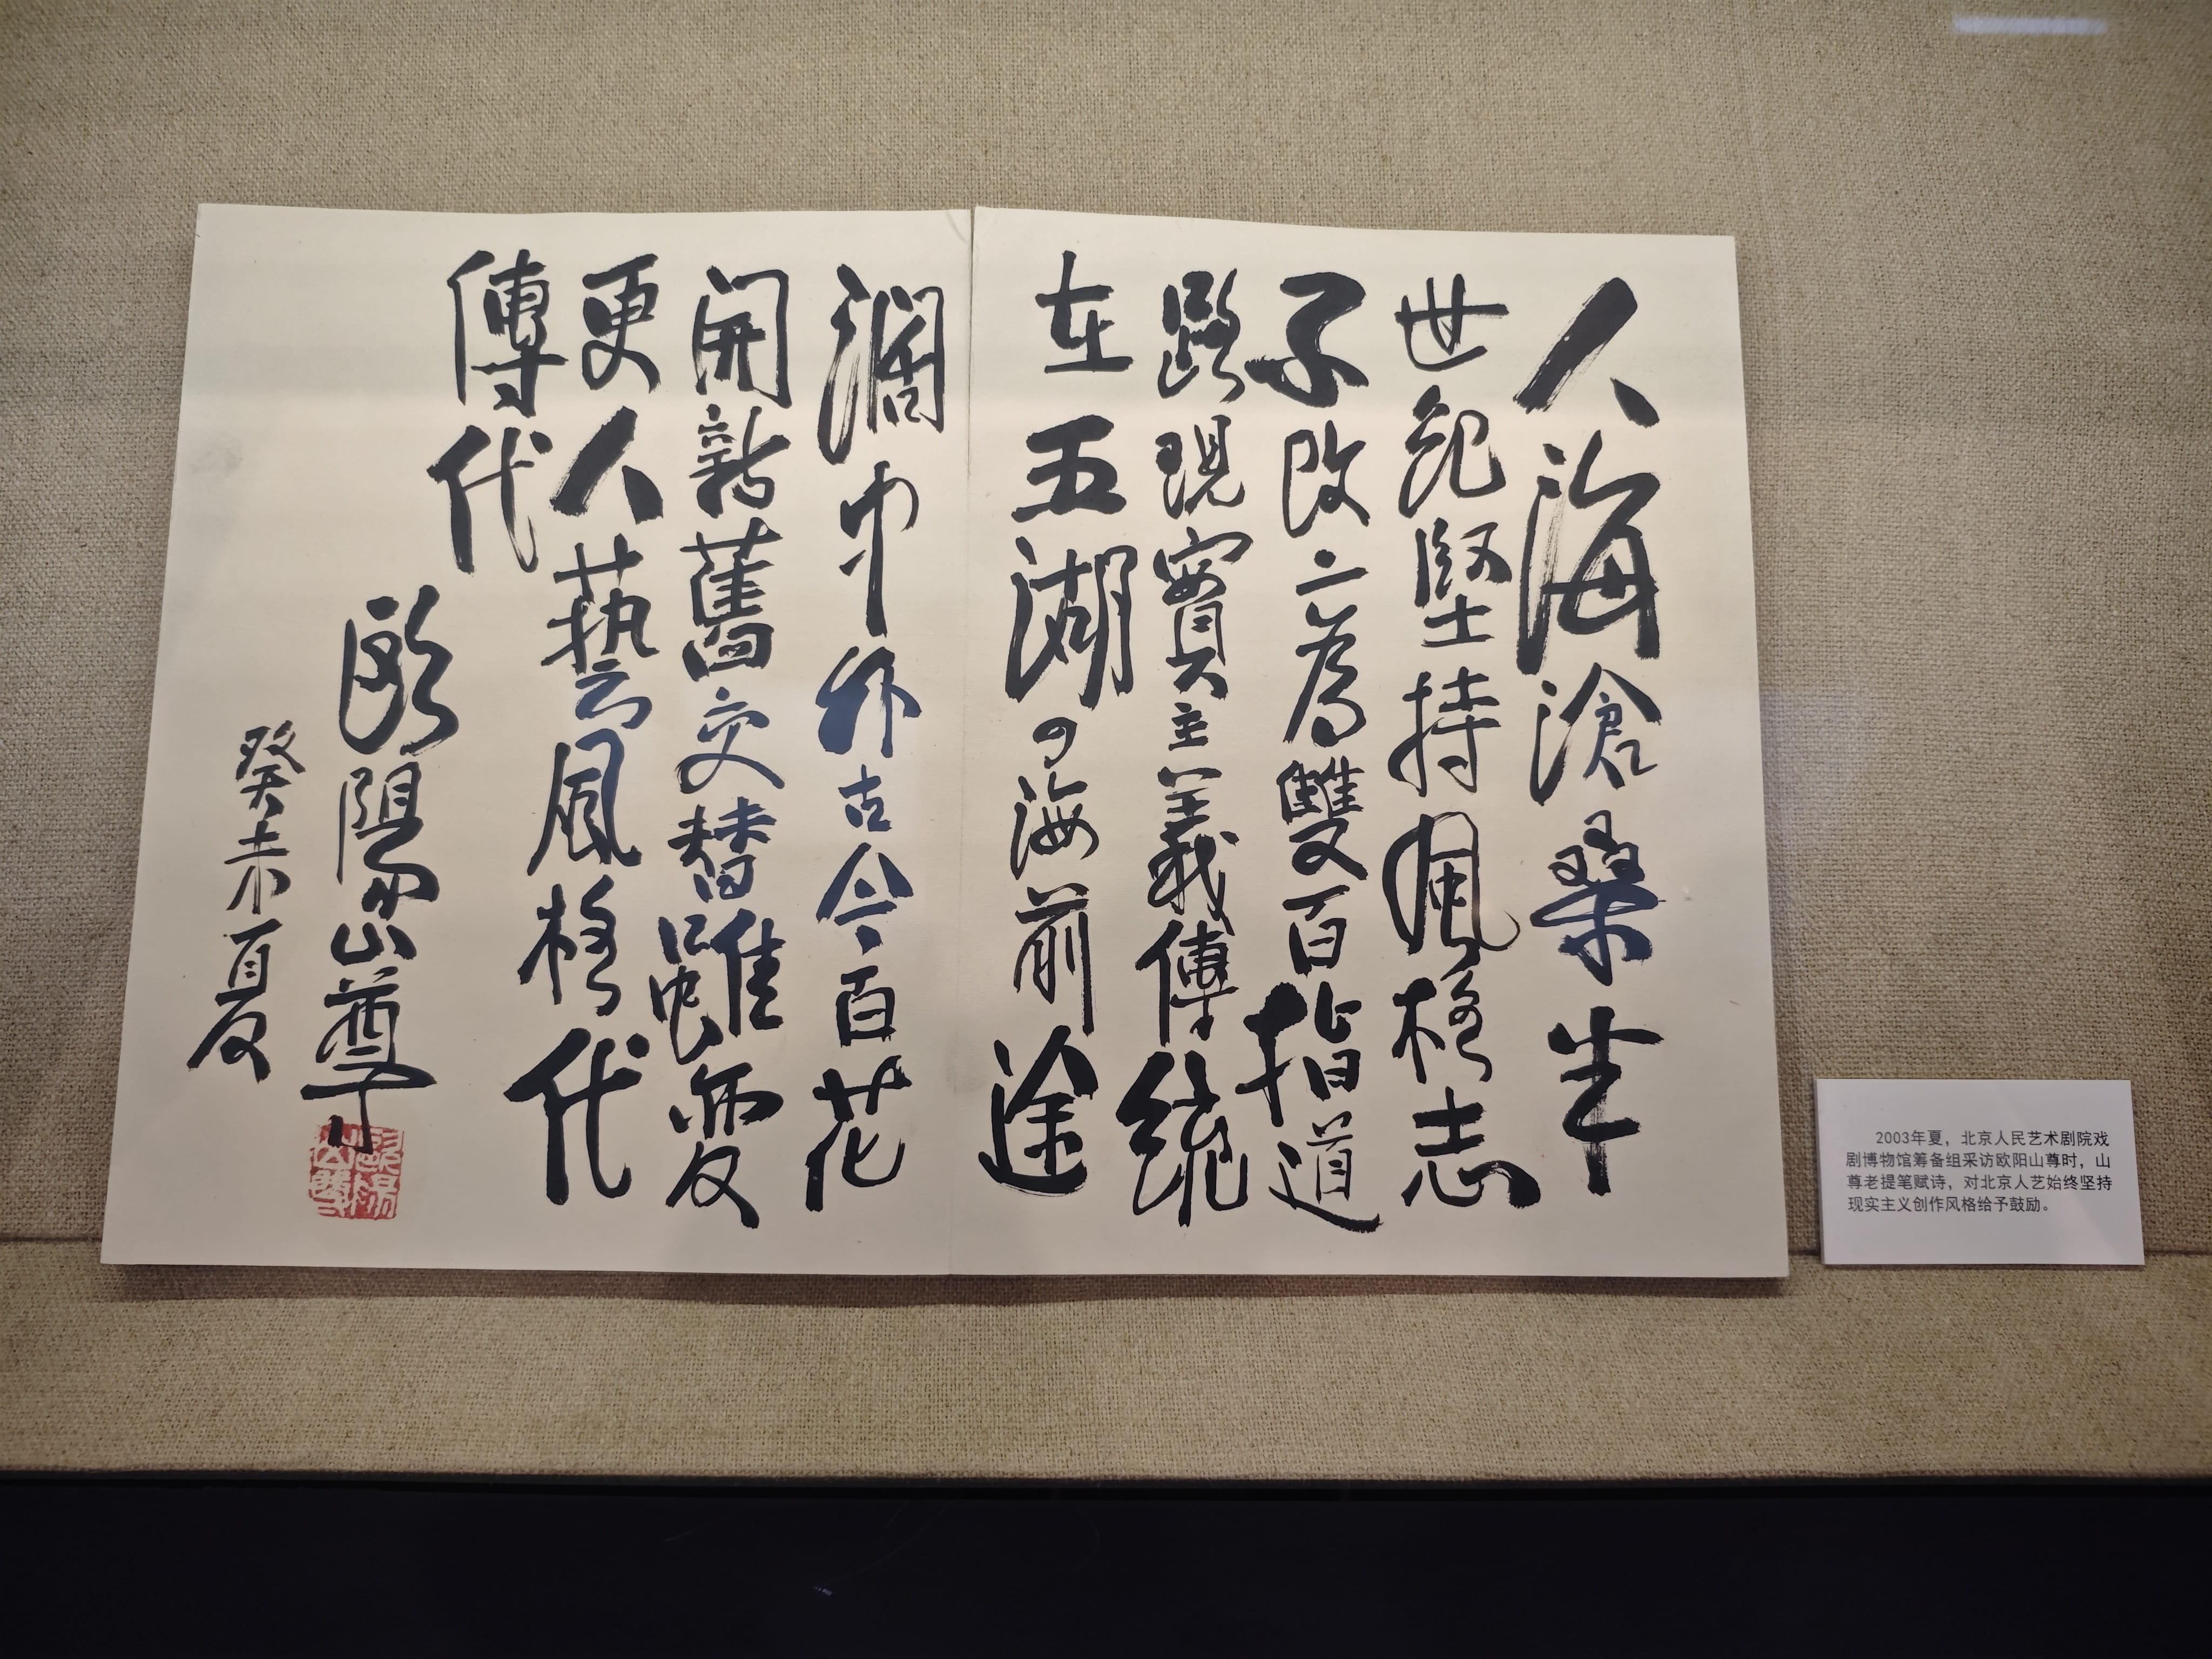 人海滄桑半
世紀堅持風格志
不改二為雙百指道
路現實主義傳統
在五湖四海前途
濶中外古今百花
開新舊交替雖變
更人藝風格代
傳代
歐陽山尊
癸未夏
2003年夏，北京人民艺术剧院戏
剧博物馆筹备组采访欧阳山尊时，山
尊老提笔赋诗，对北京人艺始终坚持
现实主义创作风格给予鼓励。